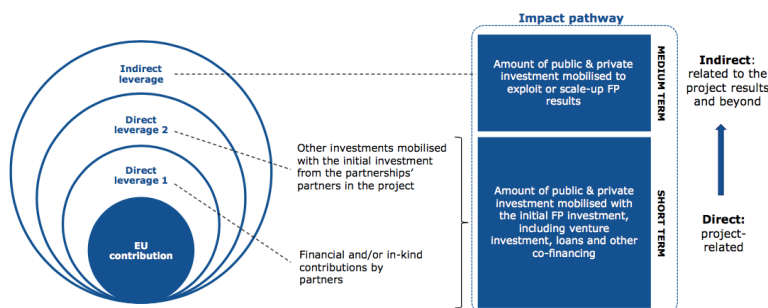 Impact pathway
Indirect
leverage
Direct
leverage 2
Direct
leverage 1
EU
contribution
Other investments mobilised
with the initial investment
from the partnerships’
partners in the project
Financial and/or in-kind
contributions by
partners
Amount of public & private
investment mobilised to
exploit or scale-up FP
results
MEDIUM TERM
Amount of public & private
investment mobilised with
the initial FP investment,
including venture
investment, loans and other
co-financing
SHORT TERM
Indirect:
related to the
project results
and beyond
Direct:
project-
related